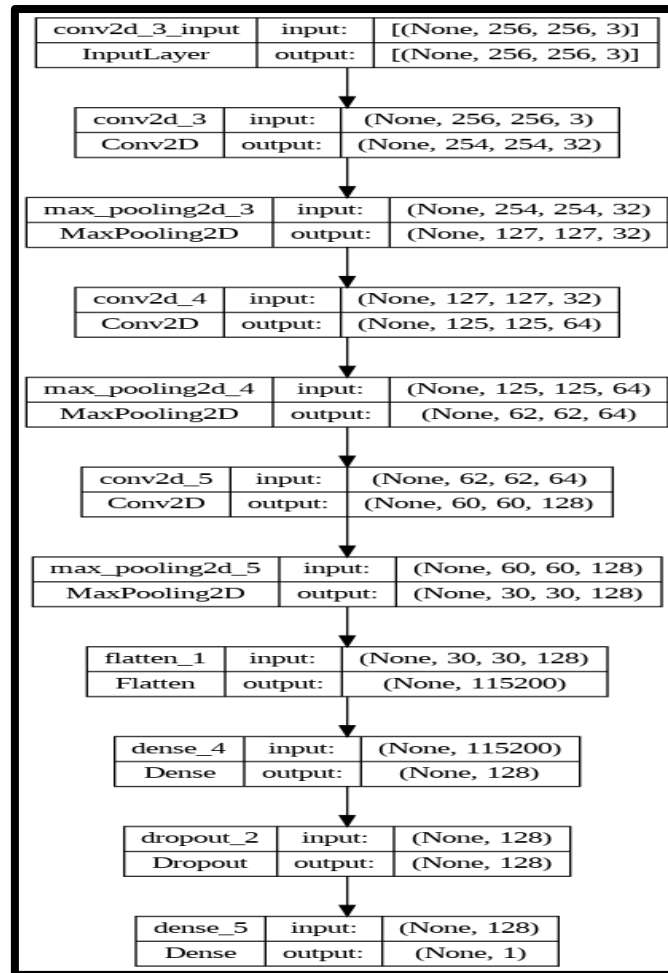 conv2d_3_input input: [(None, 256, 256, 3)]
InputLayer output: [(None, 256, 256, 3)]
conv2d_3 input: (None, 256, 256, 3)
Conv2D output: (None, 254, 254, 32)
max_pooling2d_3 input: (None, 254, 254, 32)
MaxPooling2D output: (None, 127, 127, 32)
conv2d_4 input: (None, 127, 127, 32)
Conv2D output: (None, 125, 125, 64)
max_pooling2d_4 input: (None, 125, 125, 64)
MaxPooling2D output: (None, 62, 62, 64)
conv2d_5 input: (None, 62, 62, 64)
Conv2D output: (None, 60, 60, 128)
max_pooling2d_5 input: (None, 60, 60, 128)
MaxPooling2D output: (None, 30, 30, 128)
flatten_1 input: (None, 30, 30, 128)
Flatten output: (None, 115200)
dense_4 input: (None, 115200)
Dense output: (None, 128)
dropout_2 input: (None, 128)
Dropout output: (None, 128)
dense_5 input: (None, 128)
Dense output: (None, 1)